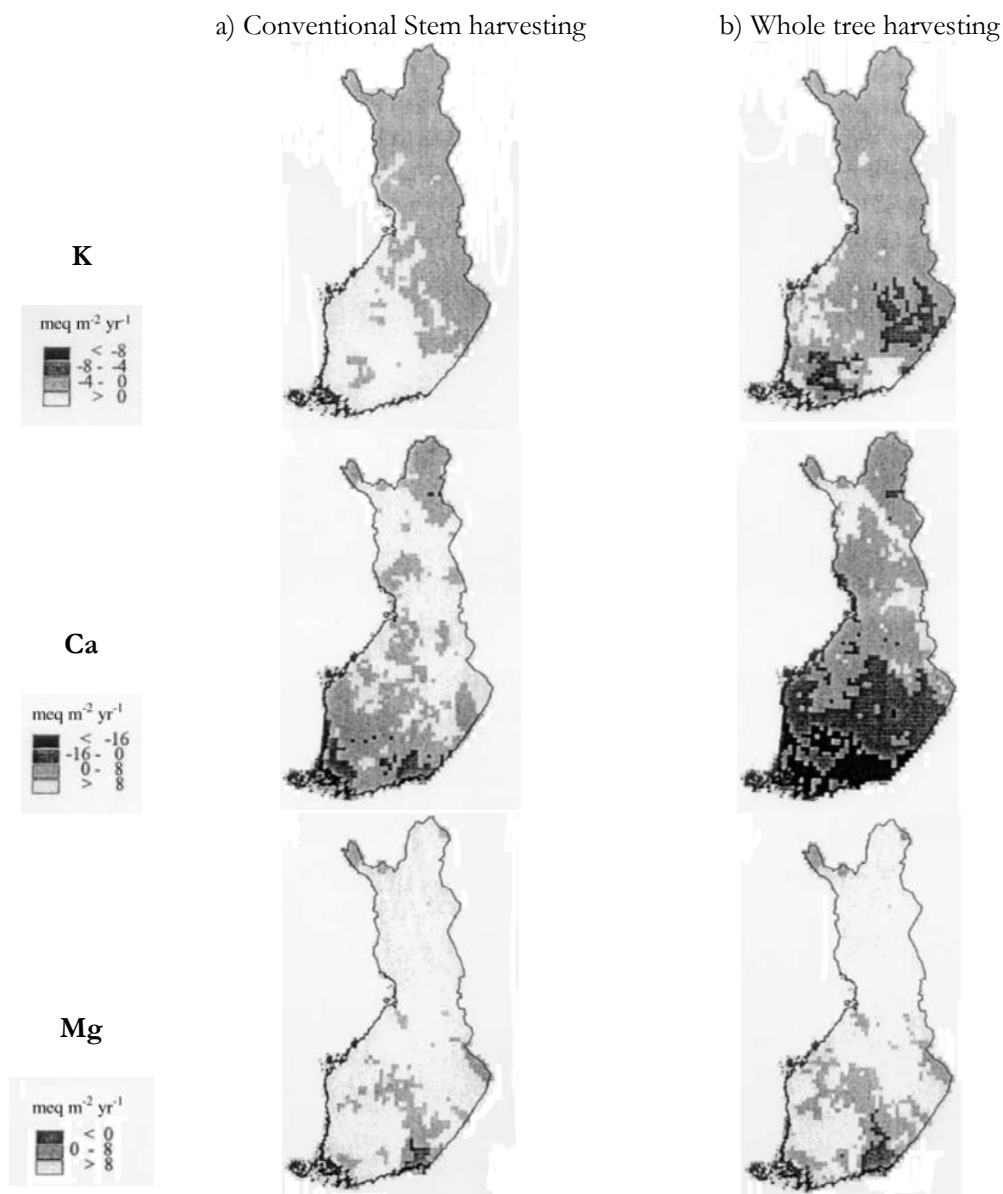 a) Conventional Stem harvesting
b) Whole tree harvesting
K
meq m⁻² yr⁻¹
< -8
-8 - -4
-4 - 0
> 0
Ca
meq m⁻² yr⁻¹
< -16
-16 - 0
0 - 8
> 8
Mg
meq m⁻² yr⁻¹
< 0
0 - 8
> 8